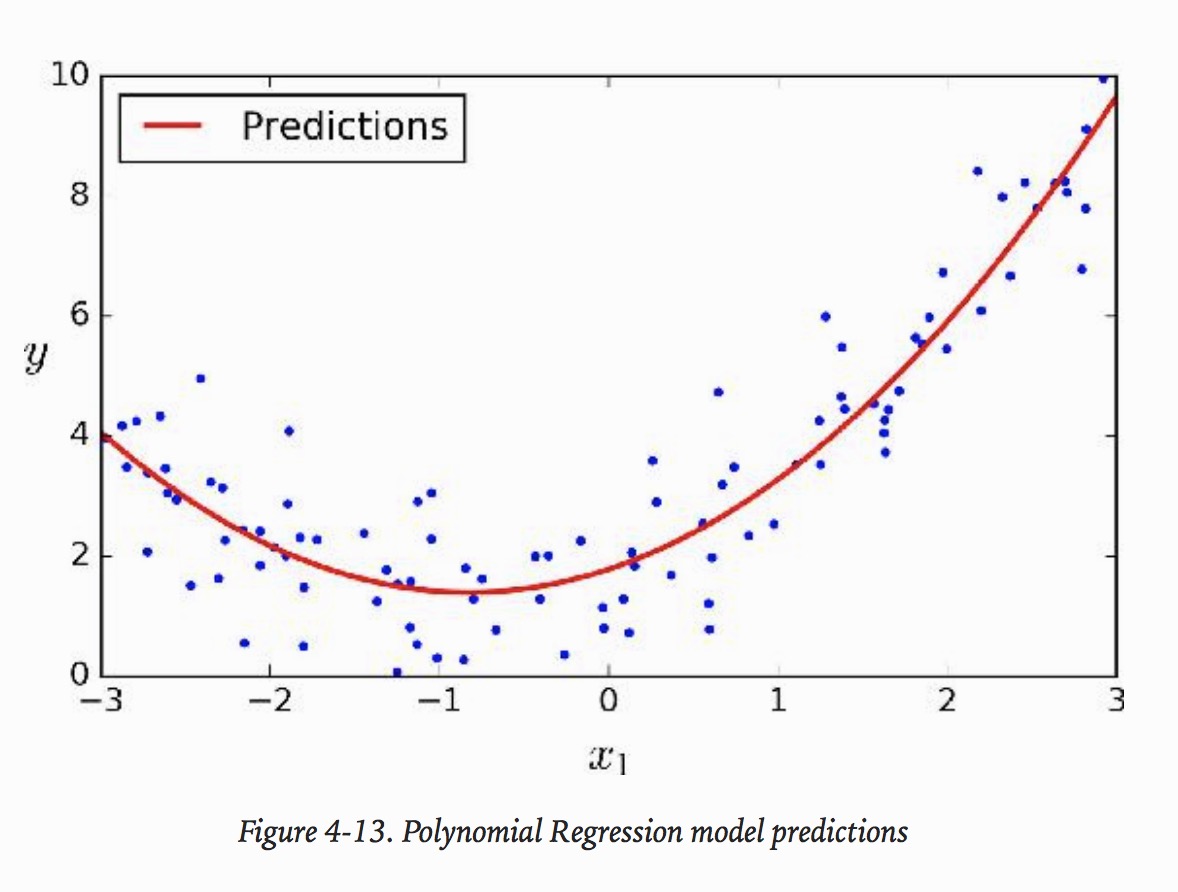 10
Predictions
8
6
y
4
2
0
−3 −2 −1 0 1 2 3
x₁
Figure 4-13. Polynomial Regression model predictions